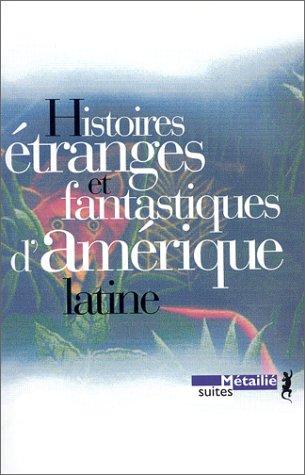 Histoires
étranges
et
fantastiques
d'amérique
latine
Métailié
suites